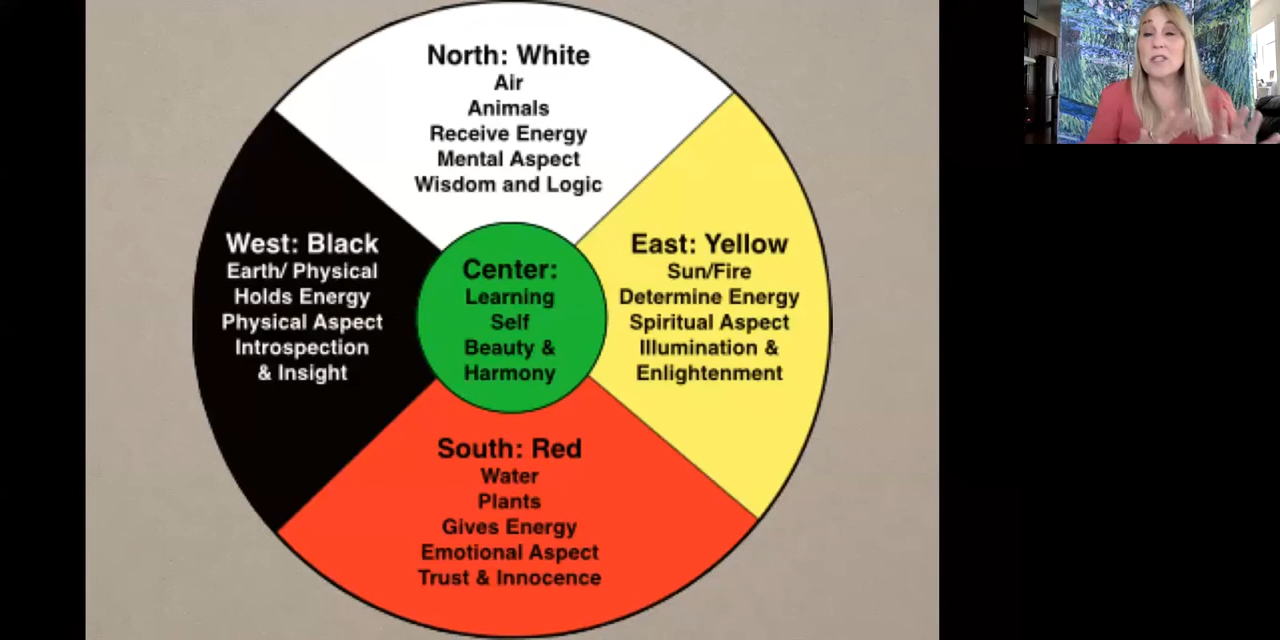 North: White
Air
Animals
Receive Energy
Mental Aspect
Wisdom and Logic
West: Black
Earth/ Physical
Holds Energy
Physical Aspect
Introspection
& Insight
Center:
Learning
Self
Beauty &
Harmony
East: Yellow
Sun/Fire
Determine Energy
Spiritual Aspect
Illumination &
Enlightenment
South: Red
Water
Plants
Gives Energy
Emotional Aspect
Trust & Innocence